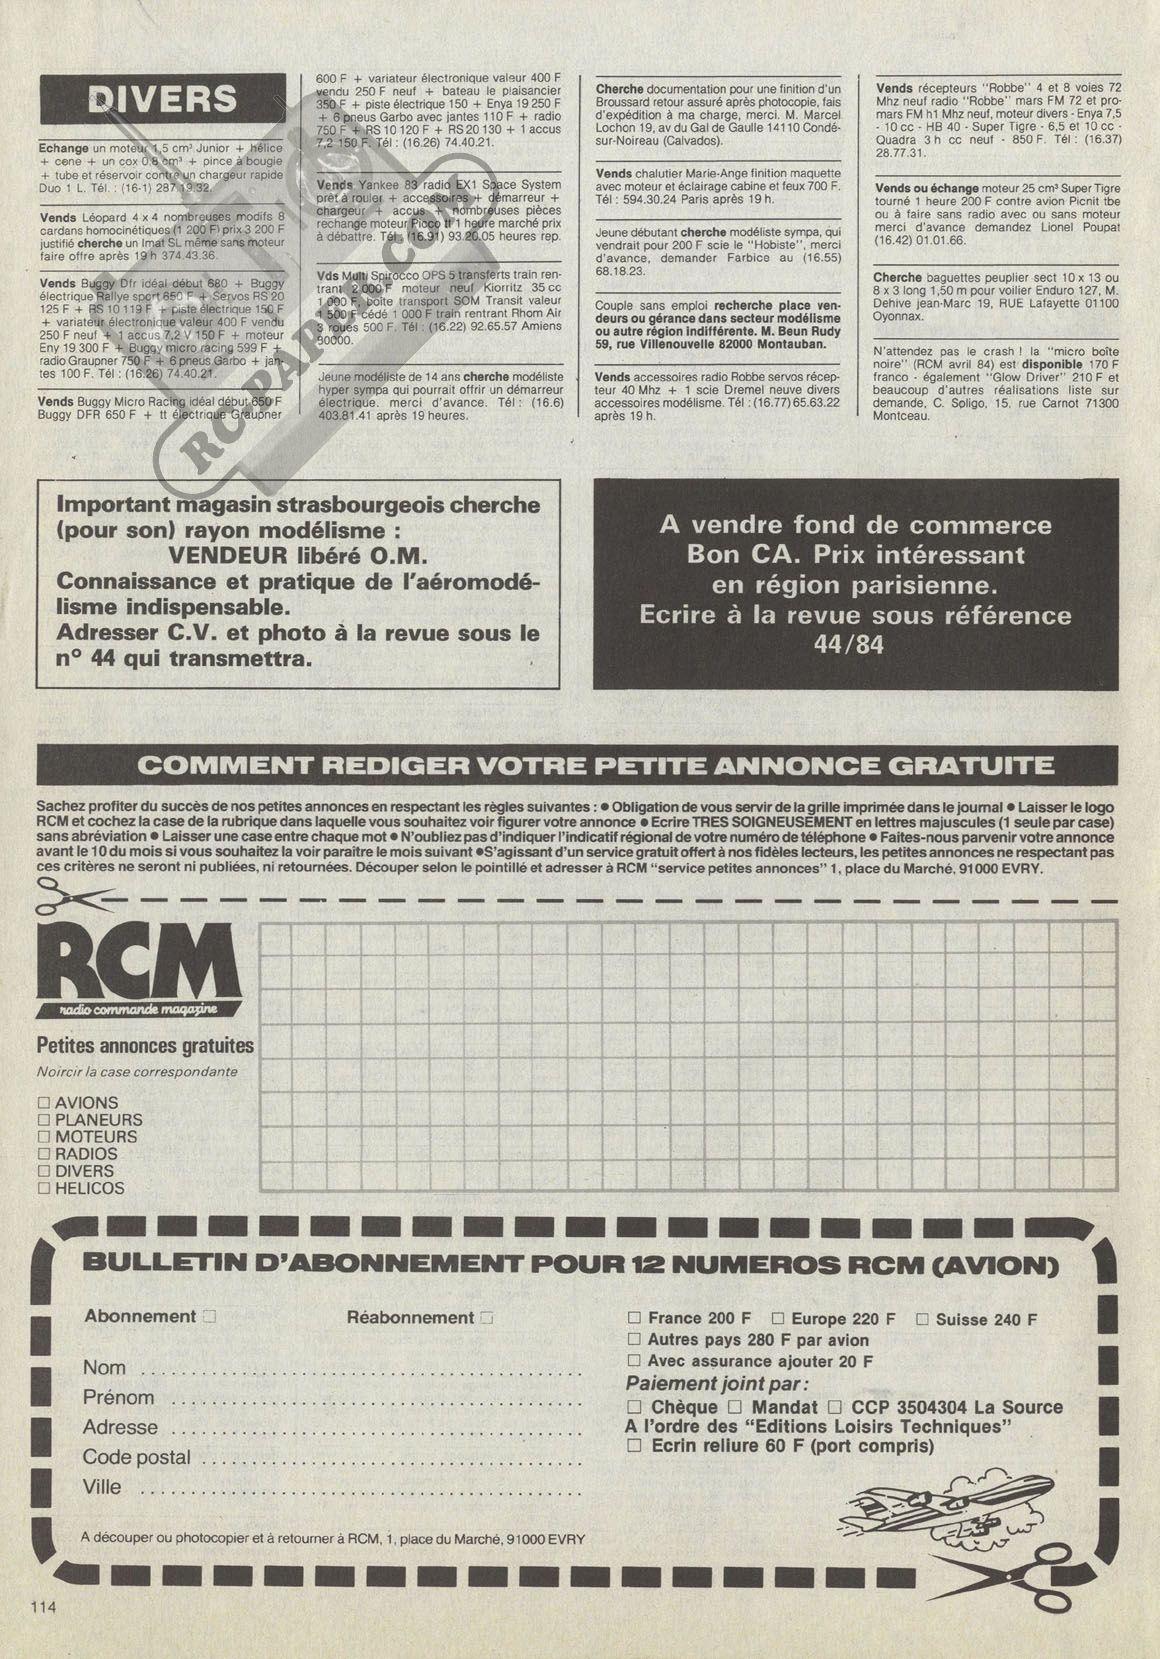 DIVERS
Echange un moteur 1,5 cm³ Junior + hélice
+ cene + un cox 0,8 cm³ + pince à bougie
+ tube et réservoir contre un chargeur rapide
Duo 1 L. Tél. : (16-1) 287.19.32.
Vends Léopard 4 x 4 nombreuses modifs 8
cardans homocinétiques (1 200 F) prix 3 200 F
justifié cherche un Imat SL même sans moteur
faire offre après 19 h 374.43.36.
Vends Buggy Dfr idéal début 680 + Buggy
électrique Rallye sport 650 F + Servos RS 20
125 F + RS 10 119 F + piste électrique 150 F
+ variateur électronique valeur 400 F vendu
250 F neuf + 1 accus 7,2 V 150 F + moteur
Eny 19 300 F + Buggy micro racing 599 F +
radio Graupner 750 F + 6 pneus Garbo + jan-
tes 100 F. Tél : (16.26) 74.40.21.
Vends Buggy Micro Racing idéal début 650 F
Buggy DFR 650 F + tt électrique Graupner
600 F + variateur électronique valeur 400 F
vendu 250 F neuf + bateau le plaisancier
350 F + piste électrique 150 + Enya 19 250 F
+ 6 pneus Garbo avec jantes 110 F + radio
750 F + RS 10 120 F + RS 20 130 + 1 accus
7,2 150 F. Tél : (16.26) 74.40.21.
Vends Yankee 83 radio EX1 Space System
prêt à rouler + accessoires + démarreur +
chargeur + accus + nombreuses pièces
rechange moteur Picco tt 1 heure marché prix
à débattre. Tél. (16.91) 93.20.05 heures rep.
Vds Multi Spirocco OPS 5 transferts train ren-
trant 2 000 F moteur neuf Kiorritz 35 cc
1 000 F, boîte transport SOM Transit valeur
1 500 F cédé 1 000 F train rentrant Rhom Air
3 roues 500 F. Tél : (16.22) 92.65.57 Amiens
80000.
Jeune modéliste de 14 ans cherche modéliste
hyper sympa qui pourrait offrir un démarreur
électrique. merci d'avance. Tél : (16.6)
403.81.41 après 19 heures.
Cherche documentation pour une finition d'un
Broussard retour assuré après photocopie, fais
d'expédition à ma charge, merci. M. Marcel
Lochon 19, av du Gal de Gaulle 14110 Condé-
sur-Noireau (Calvados).
Vends chalutier Marie-Ange finition maquette
avec moteur et éclairage cabine et feux 700 F.
Tél : 594.30.24 Paris après 19 h.
Jeune débutant cherche modéliste sympa, qui
vendrait pour 200 F scie le "Hobiste", merci
d'avance, demander Farbice au (16.55)
68.18.23.
Couple sans emploi recherche place ven-
deurs ou gérance dans secteur modélisme
ou autre région indifférente. M. Beun Rudy
59, rue Villenouvelle 82000 Montauban.
Vends accessoires radio Robbe servos récep-
teur 40 Mhz + 1 scie Dremel neuve divers
accessoires modélisme. Tél : (16.77) 65.63.22
après 19 h.
Vends récepteurs "Robbe" 4 et 8 voies 72
Mhz neuf radio "Robbe" mars FM 72 et pro-
mars FM h1 Mhz neuf, moteur divers - Enya 7,5
- 10 cc - HB 40 - Super Tigre - 6,5 et 10 cc -
Quadra 3 h cc neuf - 850 F. Tél : (16.37)
28.77.31.
Vends ou échange moteur 25 cm³ Super Tigre
tourné 1 heure 200 F contre avion Picnit tbe
ou à faire sans radio avec ou sans moteur
merci d'avance demandez Lionel Poupat
(16.42) 01.01.66.
Cherche baguettes peuplier sect 10 x 13 ou
8 x 3 long 1,50 m pour voilier Enduro 127, M.
Dehive jean-Marc 19, RUE Lafayette 01100
Oyonnax.
N'attendez pas le crash ! la "micro boîte
noire" (RCM avril 84) est disponible 170 F
franco - également "Glow Driver" 210 F et
beaucoup d'autres réalisations liste sur
demande, C. Soligo, 15, rue Carnot 71300
Montceau.
RCPAPER.COM
Important magasin strasbourgeois cherche
(pour son) rayon modélisme :
VENDEUR libéré O.M.
Connaissance et pratique de l'aéromodé-
lisme indispensable.
Adresser C.V. et photo à la revue sous le
n° 44 qui transmettra.
A vendre fond de commerce
Bon CA. Prix intéressant
en région parisienne.
Ecrire à la revue sous référence
44/84
COMMENT REDIGER VOTRE PETITE ANNONCE GRATUITE
Sachez profiter du succès de nos petites annonces en respectant les règles suivantes : ● Obligation de vous servir de la grille imprimée dans le journal ● Laisser le logo
RCM et cochez la case de la rubrique dans laquelle vous souhaitez voir figurer votre annonce ● Ecrire TRES SOIGNEUSEMENT en lettres majuscules (1 seule par case)
sans abréviation ● Laisser une case entre chaque mot ● N'oubliez pas d'indiquer l'indicatif régional de votre numéro de téléphone ● Faites-nous parvenir votre annonce
avant le 10 du mois si vous souhaitez la voir paraître le mois suivant ● S'agissant d'un service gratuit offert à nos fidèles lecteurs, les petites annonces ne respectant pas
ces critères ne seront ni publiées, ni retournées. Découper selon le pointillé et adresser à RCM "service petites annonces" 1, place du Marché, 91000 EVRY.
RCM
radio commande magazine
Petites annonces gratuites
Noircir la case correspondante
☐ AVIONS
☐ PLANEURS
☐ MOTEURS
☐ RADIOS
☐ DIVERS
☐ HELICOS
BULLETIN D'ABONNEMENT POUR 12 NUMEROS RCM (AVION)
Abonnement ☐ Réabonnement ☐
Nom
Prénom
Adresse
Code postal
Ville
A découper ou photocopier et à retourner à RCM, 1, place du Marché, 91000 EVRY
☐ France 200 F ☐ Europe 220 F ☐ Suisse 240 F
☐ Autres pays 280 F par avion
☐ Avec assurance ajouter 20 F
Paiement joint par :
☐ Chèque ☐ Mandat ☐ CCP 3504304 La Source
A l'ordre des "Editions Loisirs Techniques"
☐ Ecrin reliure 60 F (port compris)
114